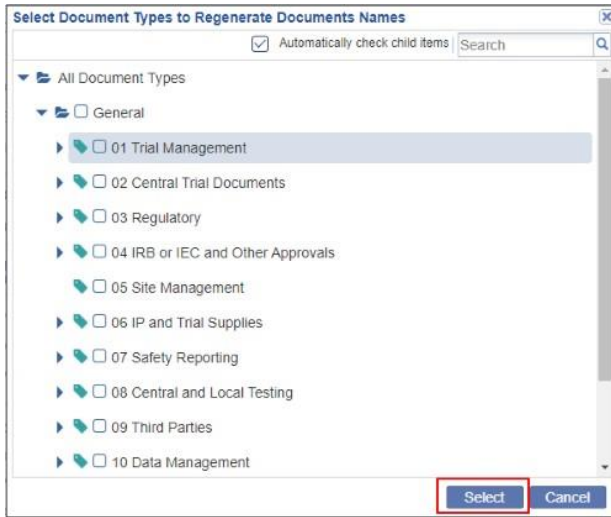 Select Document Types to Regenerate Documents Names
Automatically check child items Search
All Document Types
General
01 Trial Management
02 Central Trial Documents
03 Regulatory
04 IRB or IEC and Other Approvals
05 Site Management
06 IP and Trial Supplies
07 Safety Reporting
08 Central and Local Testing
09 Third Parties
10 Data Management
Select Cancel